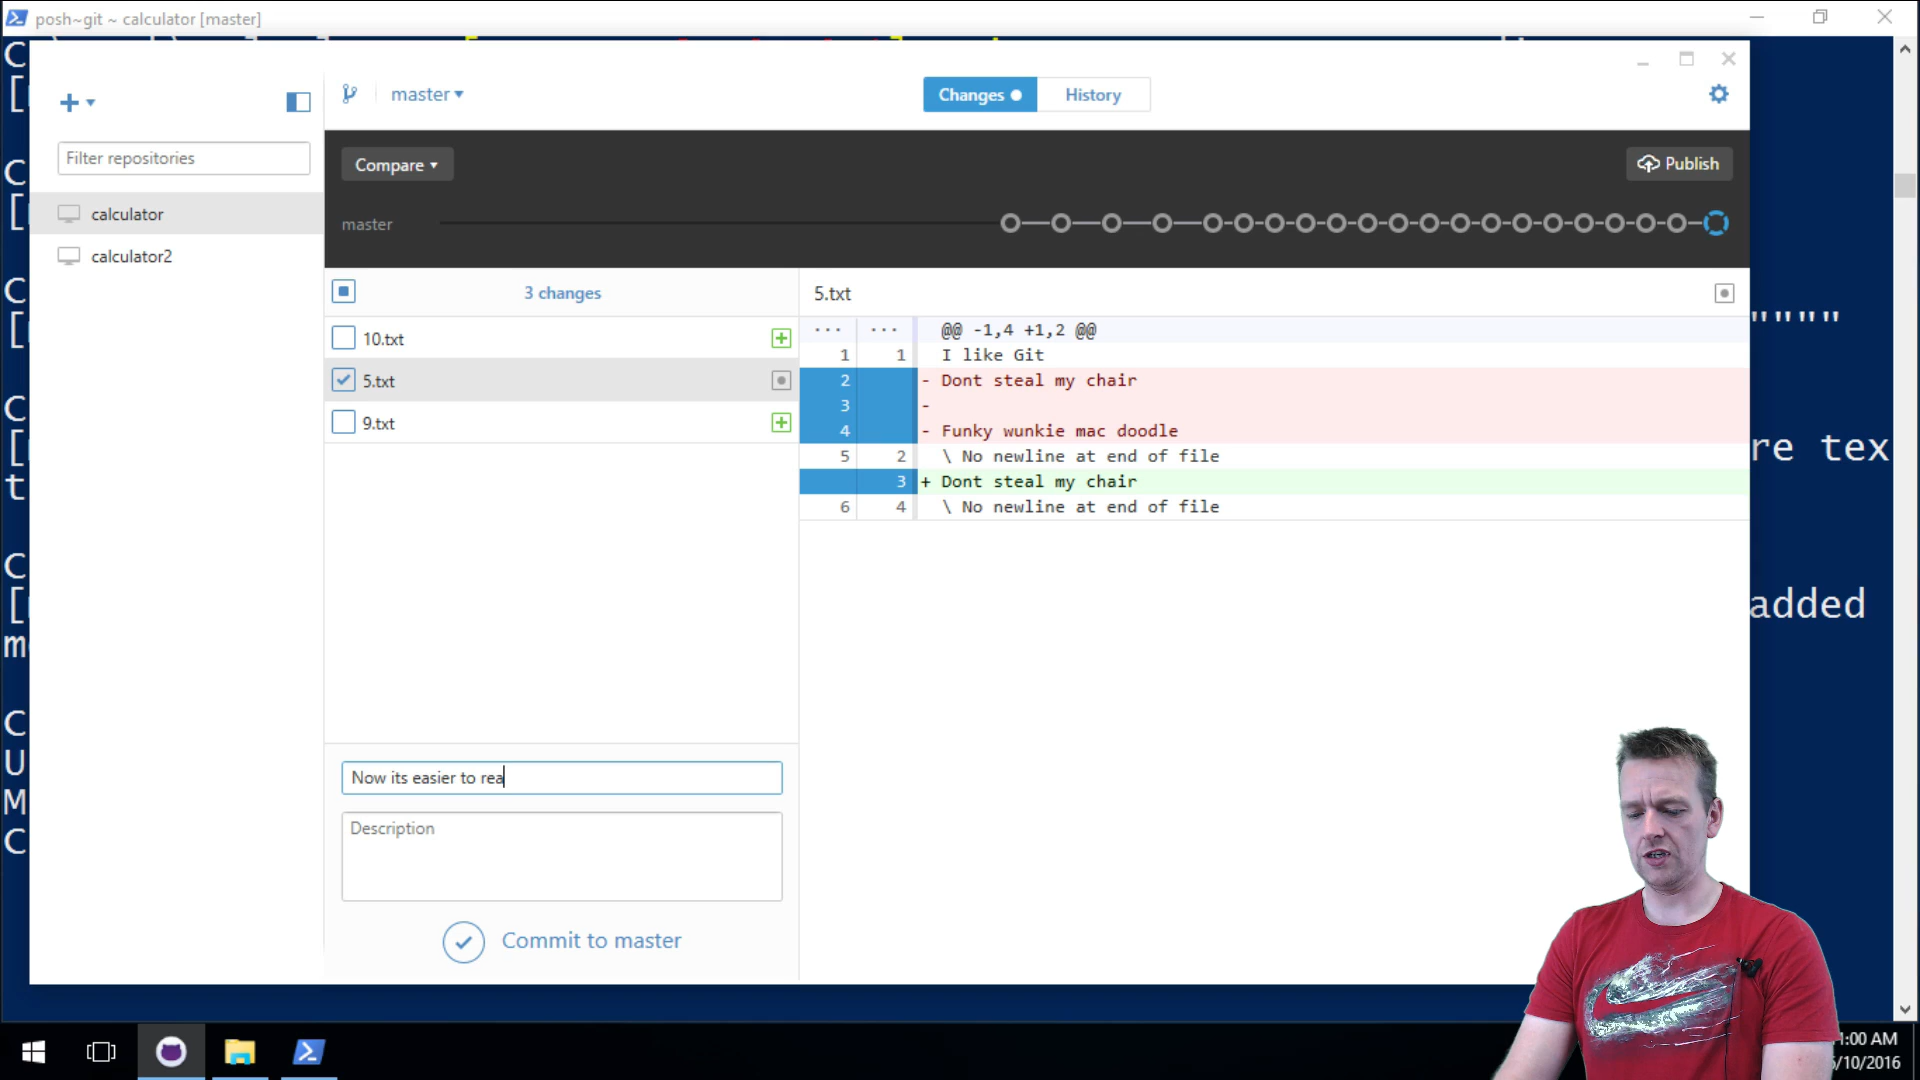 posh~git ~ calculator [master]
master
Changes
History
Filter repositories
Compare
Publish
calculator
master
calculator2
3 changes
5.txt
10.txt
5.txt
9.txt
... ... @@ -1,4 +1,2 @@
1 1 I like Git
2 - Dont steal my chair
3 -
4 - Funky wunkie mac doodle
5 2 \ No newline at end of file
3 + Dont steal my chair
6 4 \ No newline at end of file
""""
re tex
t
added
C
U
M
C
Now its easier to rea
Description
Commit to master
:00 AM
/10/2016